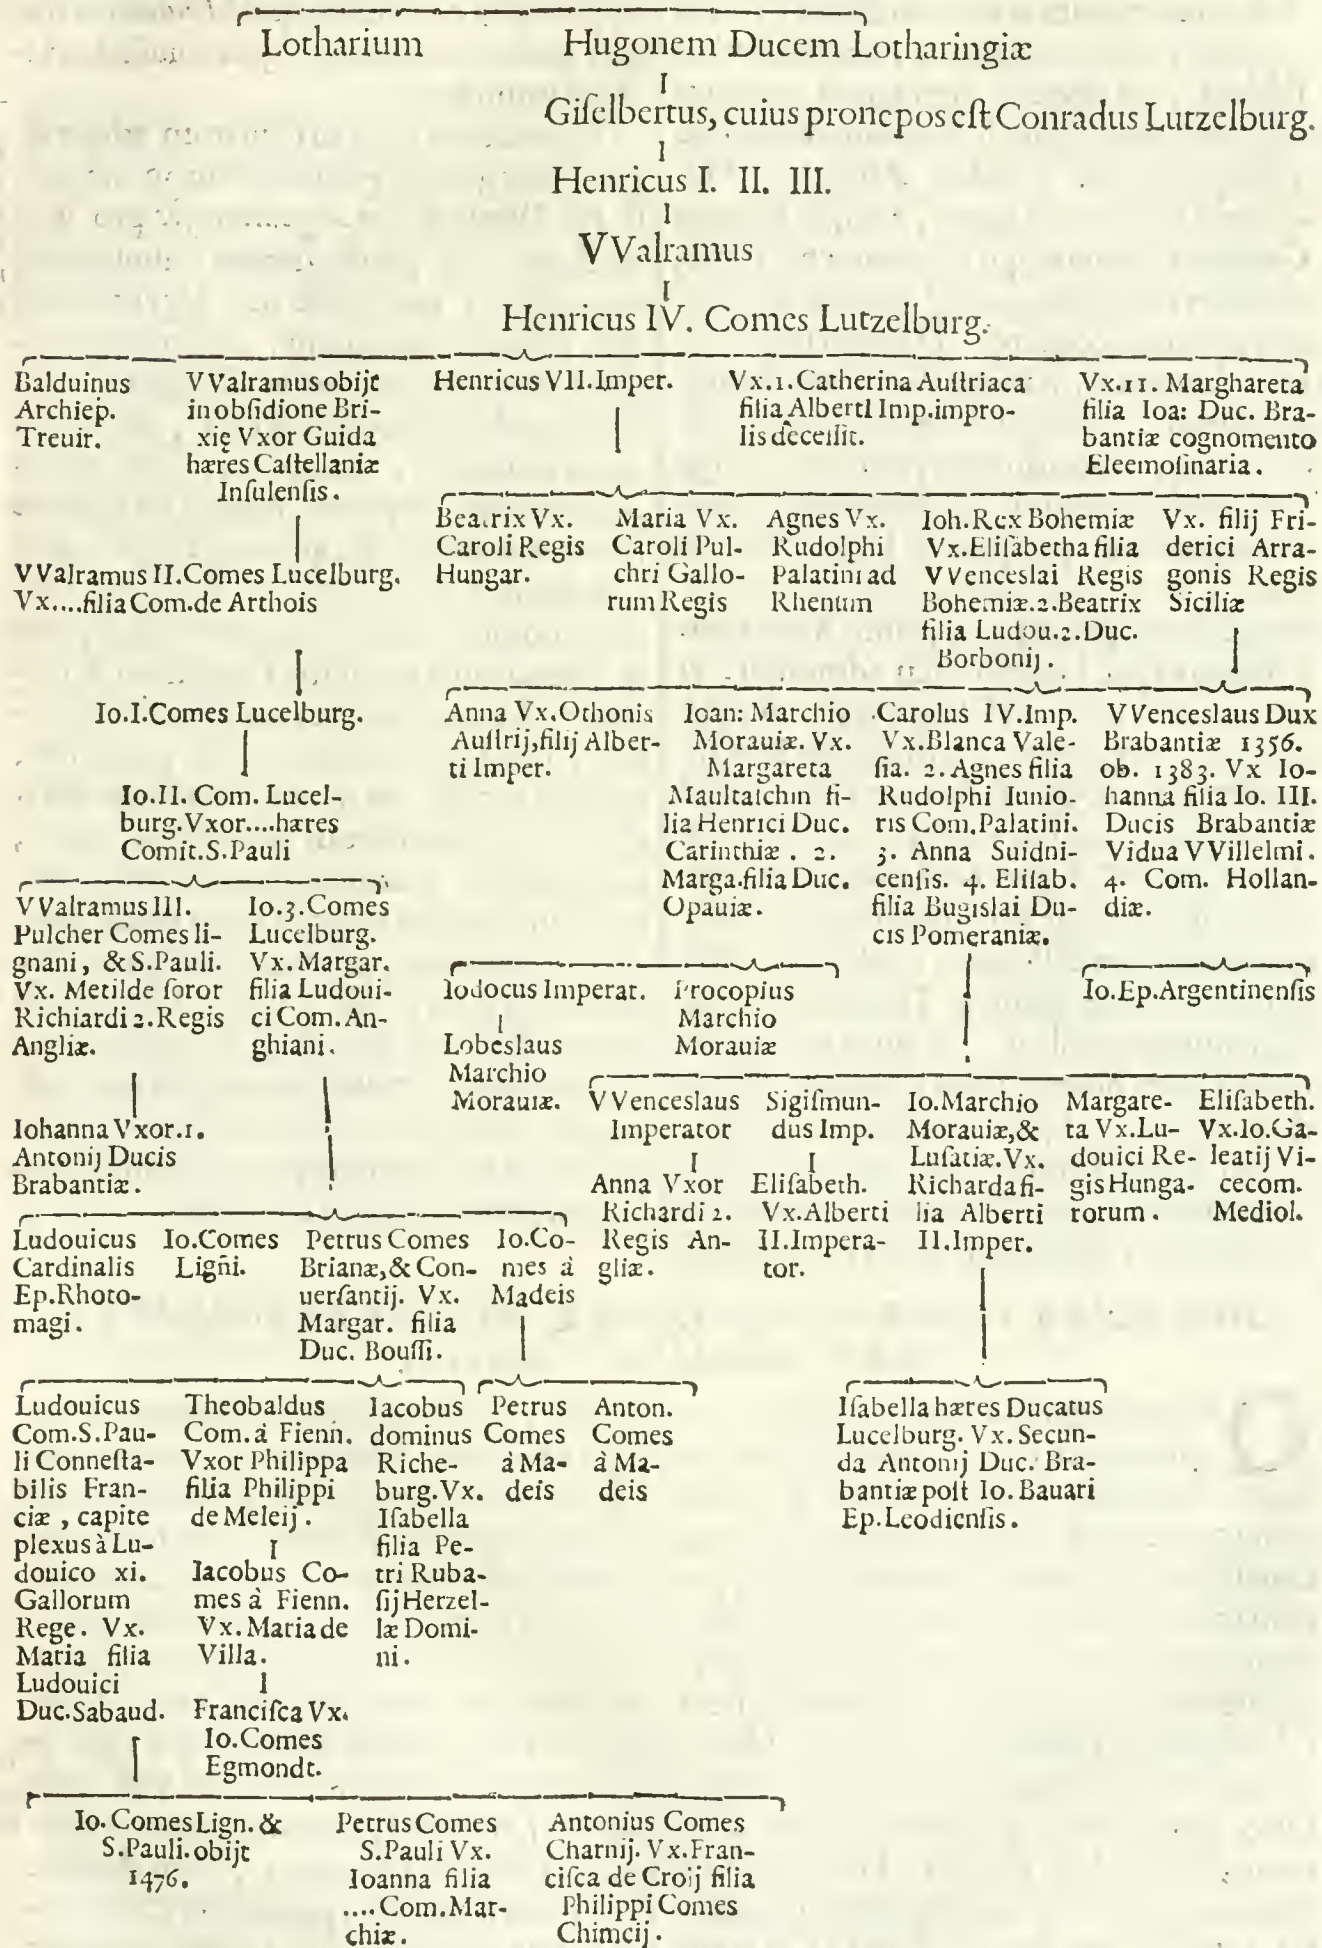 Lotharium
Hugonem Ducem Lotharingiæ
I
Giſelbertus, cuius pronepos eſt Conradus Lutzelburg.
I
Henricus I. II. III.
I
VValramus
I
Henricus IV. Comes Lutzelburg.
Balduinus
Archiep.
Treuir.
VValramus obijt
in obſidione Bri-
xię Vxor Guida
hæres Caſtellaniæ
Inſulenſis.
Henricus VII. Imper.
Vx.1. Catherina Auſtriaca
filia Alberti Imp. impro-
lis deceſſit.
Vx.11. Marghareta
filia Ioa: Duc. Bra-
bantiæ cognomento
Eleemoſinaria.
VValramus II. Comes Lucelburg.
Vx....filia Com. de Arthois
Beatrix Vx.
Caroli Regis
Hungar.
Maria Vx.
Caroli Pul-
chri Gallo-
rum Regis
Agnes Vx.
Rudolphi
Palatini ad
Rhenum
Ioh. Rex Bohemiæ
Vx. Eliſabetha filia
VVenceslai Regis
Bohemiæ. 2. Beatrix
filia Ludou. 2. Duc.
Borbonij.
Vx. filij Fri-
derici Arra-
gonis Regis
Siciliæ
Io. I. Comes Lucelburg.
Io. II. Com. Lucel-
burg. Vxor....hæres
Comit. S. Pauli
Anna Vx. Othonis
Auſtrij, filij Alber-
ti Imper.
Ioan: Marchio
Morauiæ. Vx.
Margareta
Maultaſchin fi-
lia Henrici Duc.
Carinthiæ. 2.
Marga. filia Duc.
Opauiæ.
Carolus IV. Imp.
Vx. Blanca Vale-
ſia. 2. Agnes filia
Rudolphi Iunio-
ris Com. Palatini.
3. Anna Suidni-
cenſis. 4. Eliſab.
filia Bugislai Du-
cis Pomeraniæ.
VVenceslaus Dux
Brabantiæ 1356.
ob. 1383. Vx Io-
hanna filia Io. III.
Ducis Brabantiæ
Vidua VVillelmi.
4. Com. Hollan-
diæ.
VValramus III.
Pulcher Comes li-
gnani, & S. Pauli.
Vx. Metilde ſoror
Richiardi 2. Regis
Angliæ.
Io. 3. Comes
Lucelburg.
Vx. Margar.
filia Ludoui-
ci Com. An-
ghiani.
Iodocus Imperat.
I
Lobeslaus
Marchio
Morauiæ.
Procopius
Marchio
Morauiæ
Io. Ep. Argentinenſis
Iohanna Vxor. 1.
Antonij Ducis
Brabantiæ.
VVenceslaus
Imperator
I
Anna Vxor
Richardi 2.
Regis An-
gliæ.
Sigiſmun-
dus Imp.
I
Eliſabeth.
Vx. Alberti
II. Impera-
tor.
Io. Marchio
Morauiæ, &
Luſatiæ. Vx.
Richarda fi-
lia Alberti
II. Imper.
Margare-
ta Vx. Lu-
douici Re-
gis Hunga-
rorum.
Eliſabeth.
Vx. Io. Ga-
leatij Vi-
cecom.
Mediol.
Ludouicus
Cardinalis
Ep. Rhoto-
magi.
Io. Comes
Ligñi.
Petrus Comes
Brianæ, & Con-
uerſantij. Vx.
Margar. filia
Duc. Bouſſi.
Io. Co-
mes à
Madeis
Ludouicus
Com. S. Pau-
li Conneſta-
bilis Fran-
ciæ, capite
plexus à Lu-
douico xi.
Gallorum
Rege. Vx.
Maria filia
Ludouici
Duc. Sabaud.
Theobaldus
Com. à Fienn.
Vxor Philippa
filia Philippi
de Meleij.
I
Iacobus Co-
mes à Fienn.
Vx. Maria de
Villa.
I
Franciſca Vx.
Io. Comes
Egmondt.
Iacobus
dominus
Riche-
burg. Vx.
Iſabella
filia Pe-
tri Ruba-
ſij Herzel-
læ Domi-
ni.
Petrus
Comes
à Ma-
deis
Anton.
Comes
à Ma-
deis
Iſabella hæres Ducatus
Lucelburg. Vx. Secun-
da Antonij Duc. Bra-
bantiæ poſt Io. Bauari
Ep. Leodienſis.
Io. Comes Lign. &
S. Pauli. obijt
1476.
Petrus Comes
S. Pauli Vx.
Ioanna filia
.... Com. Mar-
chiæ.
Antonius Comes
Charnij. Vx. Fran-
ciſca de Croij filia
Philippi Comes
Chimcij.